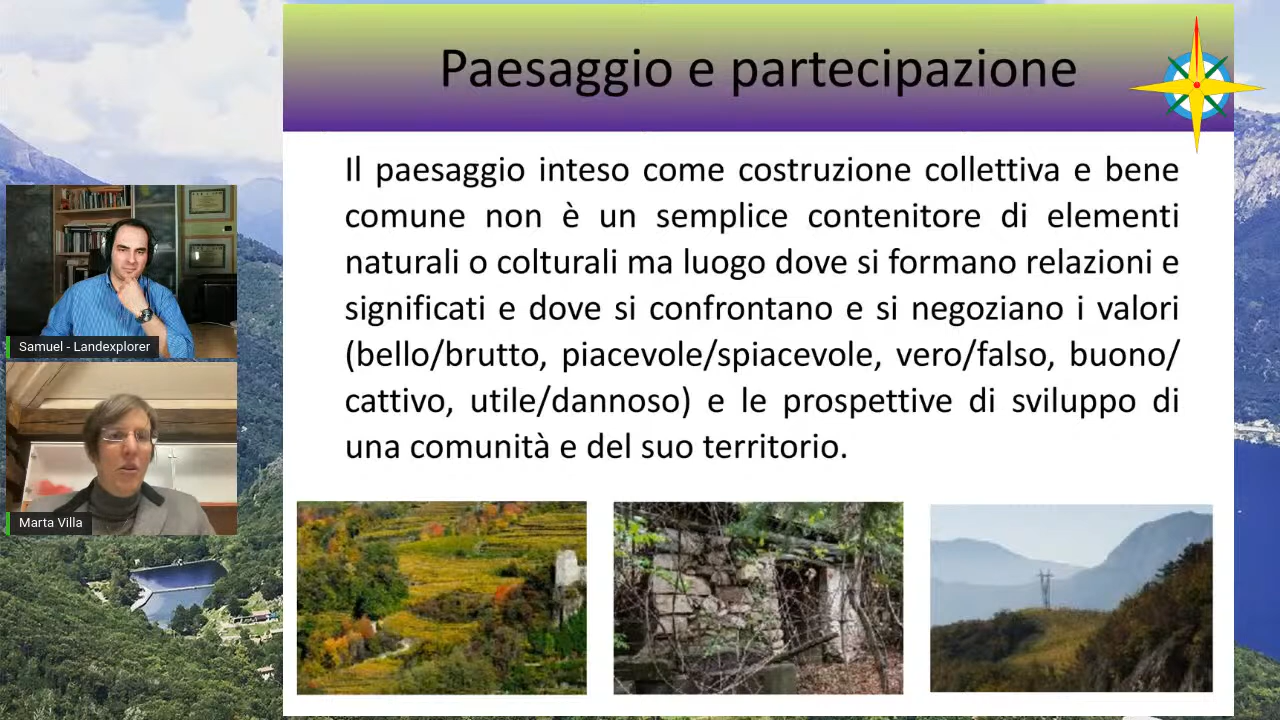 Paesaggio e partecipazione
Il paesaggio inteso come costruzione collettiva e bene
comune non è un semplice contenitore di elementi
naturali o colturali ma luogo dove si formano relazioni e
significati e dove si confrontano e si negoziano i valori
(bello/brutto, piacevole/spiacevole, vero/falso, buono/
cattivo, utile/dannoso) e le prospettive di sviluppo di
una comunità e del suo territorio.
Samuel - Landexplorer
Marta Villa